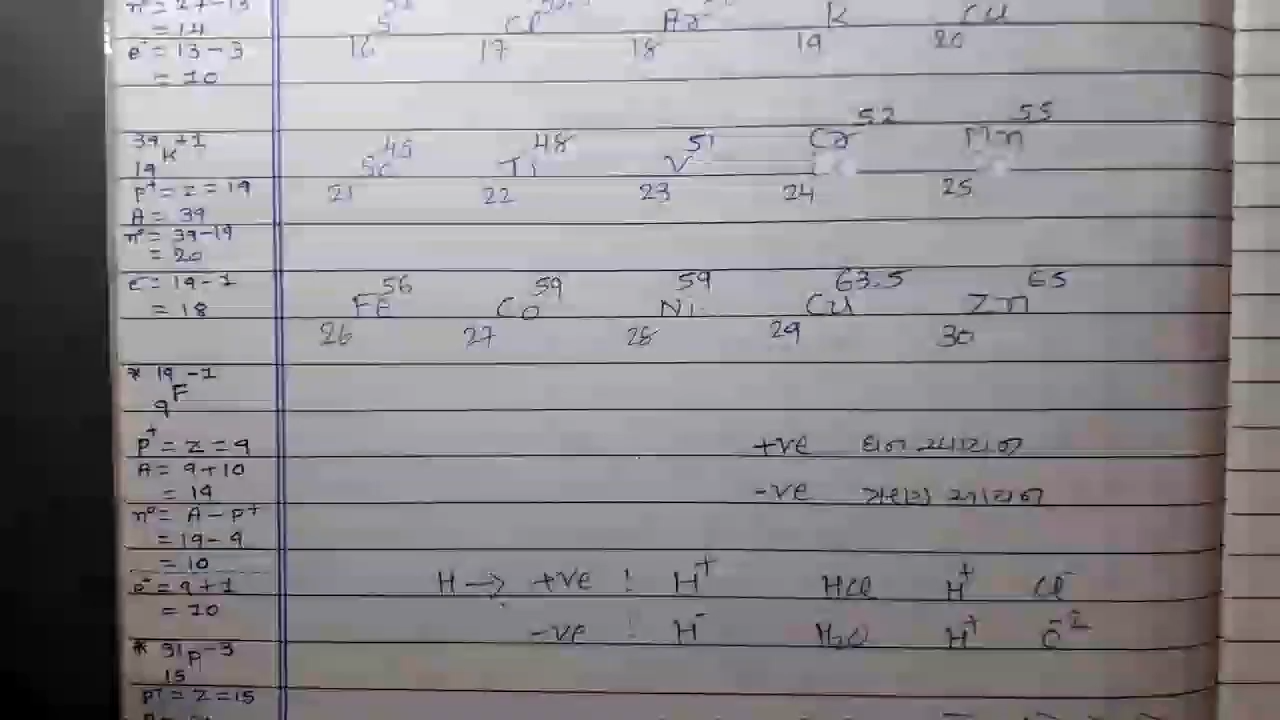 n° = 27-13
= 14
e⁻ = 13 - 3
= 10
39 K +1
19
p⁺ = z = 19
A = 39
n° = 39-19
= 20
e⁻ = 19-1
= 18
* 19 F -1
9
p⁺ = z = 9
A = 9+10
= 19
n° = A - p⁺
= 19 - 9
= 10
e⁻ = 9+1
= 10
* 31 P -3
15
p⁺ = z = 15
S Cl Ar K
16 17 18 19 20
Sc 45 Ti 48 V 51 Cr 52 Mn 55
21 22 23 24 25
Fe 56 Co 59 Ni 59 Cu 63.5 Zn 65
26 27 28 29 30
+ve ઘન
-ve
H → +ve : H⁺ HCl H⁺ Cl⁻
-ve : H⁻ H₂O H⁺ O⁻²